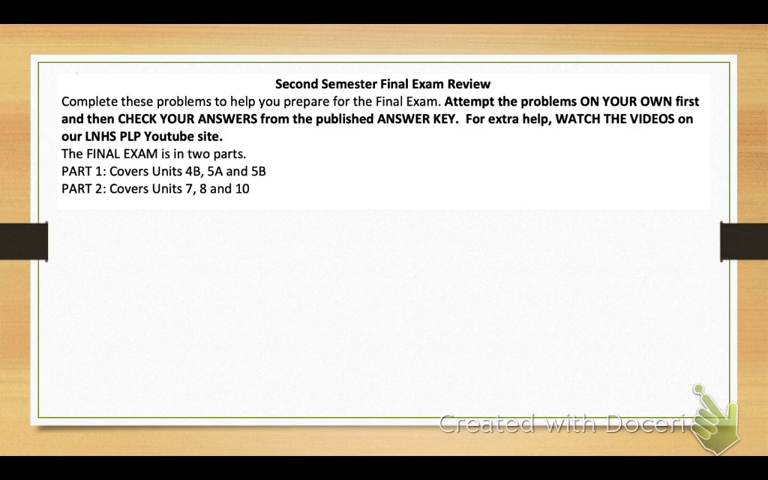 Second Semester Final Exam Review
Complete these problems to help you prepare for the Final Exam. Attempt the problems ON YOUR OWN first
and then CHECK YOUR ANSWERS from the published ANSWER KEY. For extra help, WATCH THE VIDEOS on
our LNHS PLP Youtube site.
The FINAL EXAM is in two parts.
PART 1: Covers Units 4B, 5A and 5B
PART 2: Covers Units 7, 8 and 10
Created with Doceri